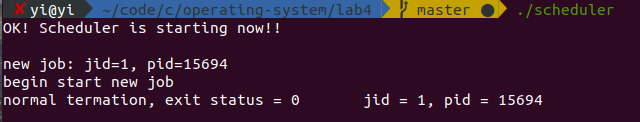 ✘ yi@yi ~/code/c/operating-system/lab4 master ● ./scheduler
OK! Scheduler is starting now!!
new job: jid=1, pid=15694
begin start new job
normal termation, exit status = 0 jid = 1, pid = 15694